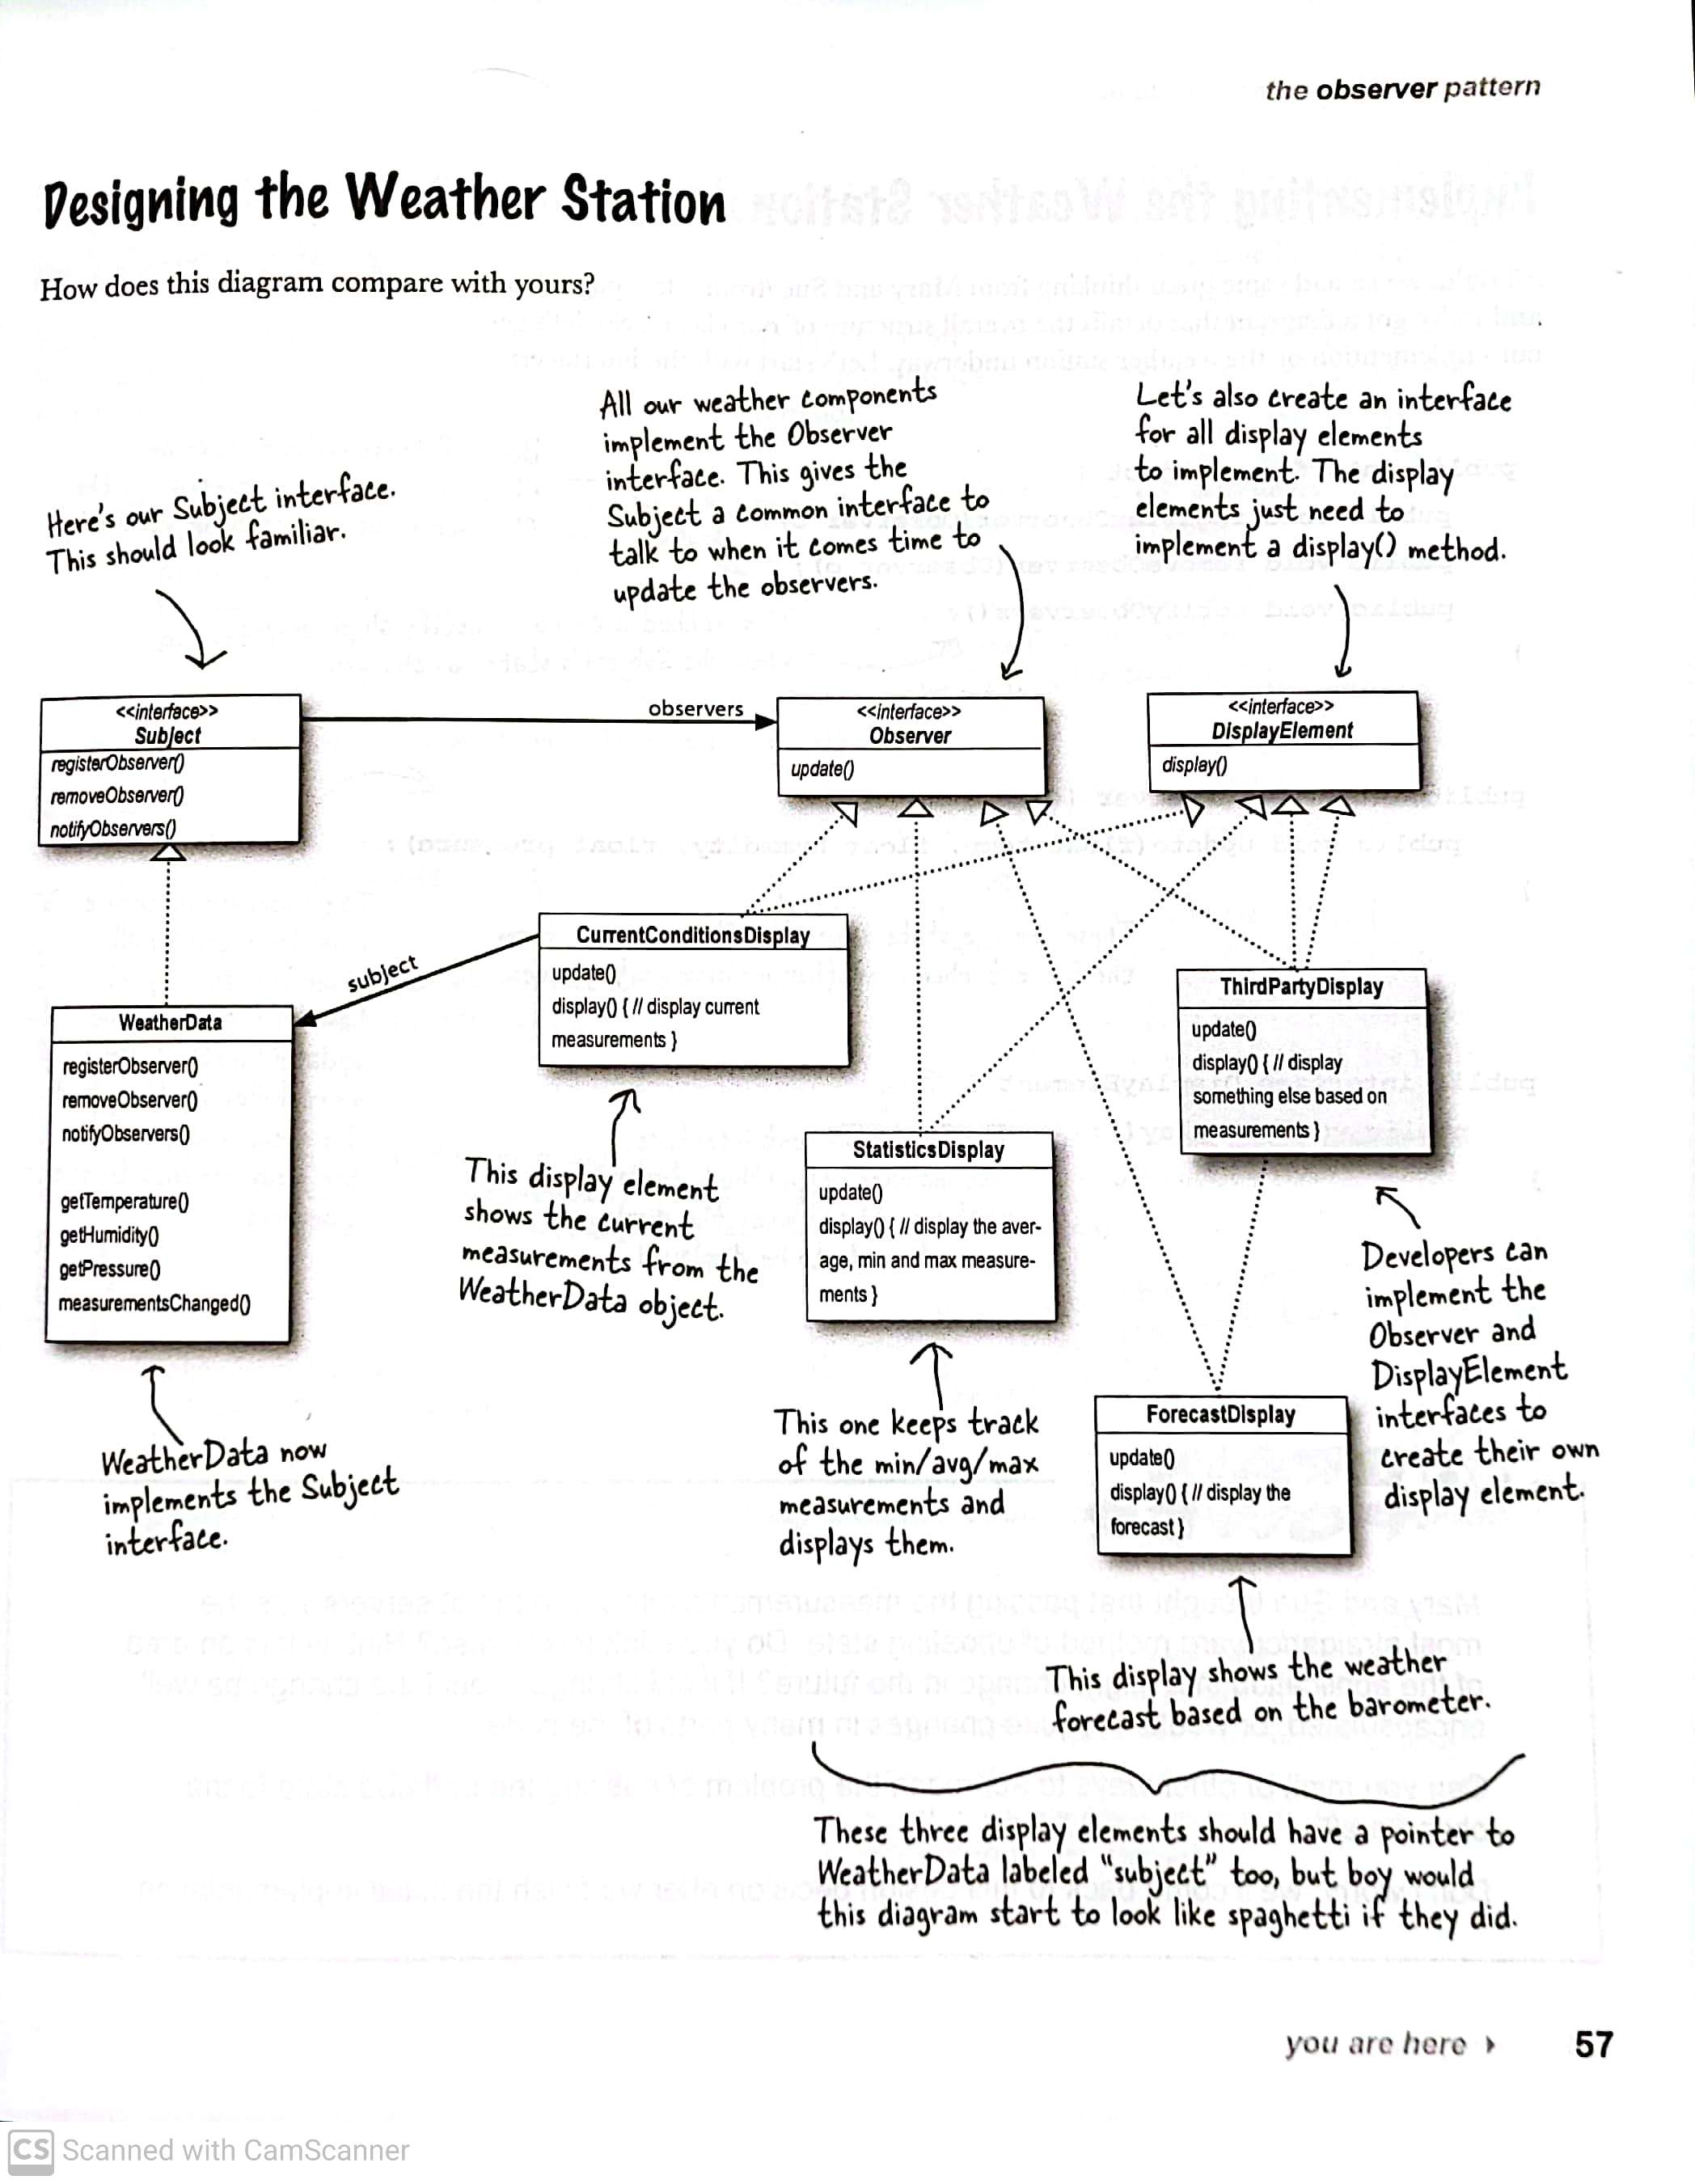 the observer pattern
Designing the Weather Station
How does this diagram compare with yours?
Here's our Subject interface.
This should look familiar.
All our weather components
implement the Observer
interface. This gives the
Subject a common interface to
talk to when it comes time to
update the observers.
Let's also create an interface
for all display elements
to implement. The display
elements just need to
implement a display() method.
<<interface>>
Subject
registerObserver()
removeObserver()
notifyObservers()
observers
<<interface>>
Observer
update()
<<interface>>
DisplayElement
display()
subject
CurrentConditionsDisplay
update()
display() { // display current
measurements }
ThirdPartyDisplay
update()
display() { // display
something else based on
measurements }
WeatherData
registerObserver()
removeObserver()
notifyObservers()
getTemperature()
getHumidity()
getPressure()
measurementsChanged()
This display element
shows the current
measurements from the
WeatherData object.
StatisticsDisplay
update()
display() { // display the aver-
age, min and max measure-
ments }
Developers can
implement the
Observer and
DisplayElement
interfaces to
create their own
display element.
WeatherData now
implements the Subject
interface.
This one keeps track
of the min/avg/max
measurements and
displays them.
ForecastDisplay
update()
display() { // display the
forecast }
This display shows the weather
forecast based on the barometer.
These three display elements should have a pointer to
WeatherData labeled "subject" too, but boy would
this diagram start to look like spaghetti if they did.
you are here 57
CS Scanned with CamScanner